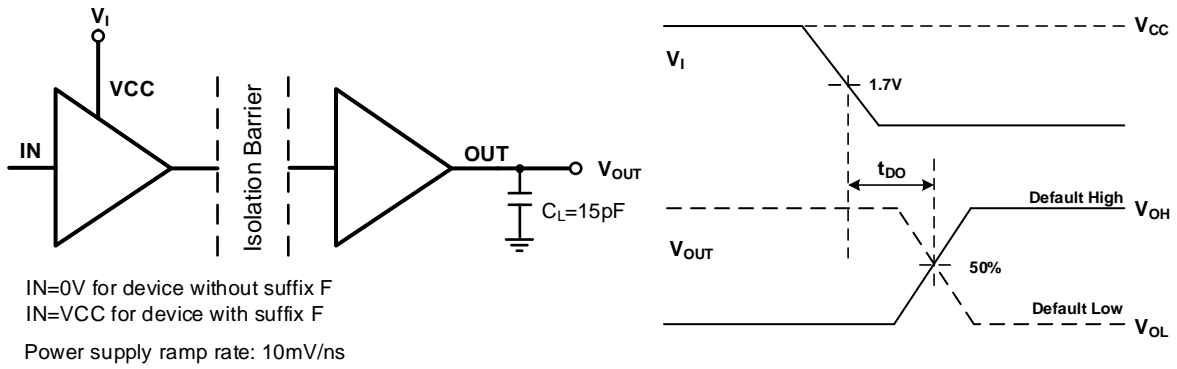 VI
VCC
IN
Isolation Barrier
OUT
VOUT
CL=15pF
IN=0V for device without suffix F
IN=VCC for device with suffix F
Power supply ramp rate: 10mV/ns
VCC
VI
1.7V
tDO
Default High
VOH
VOUT
50%
Default Low
VOL